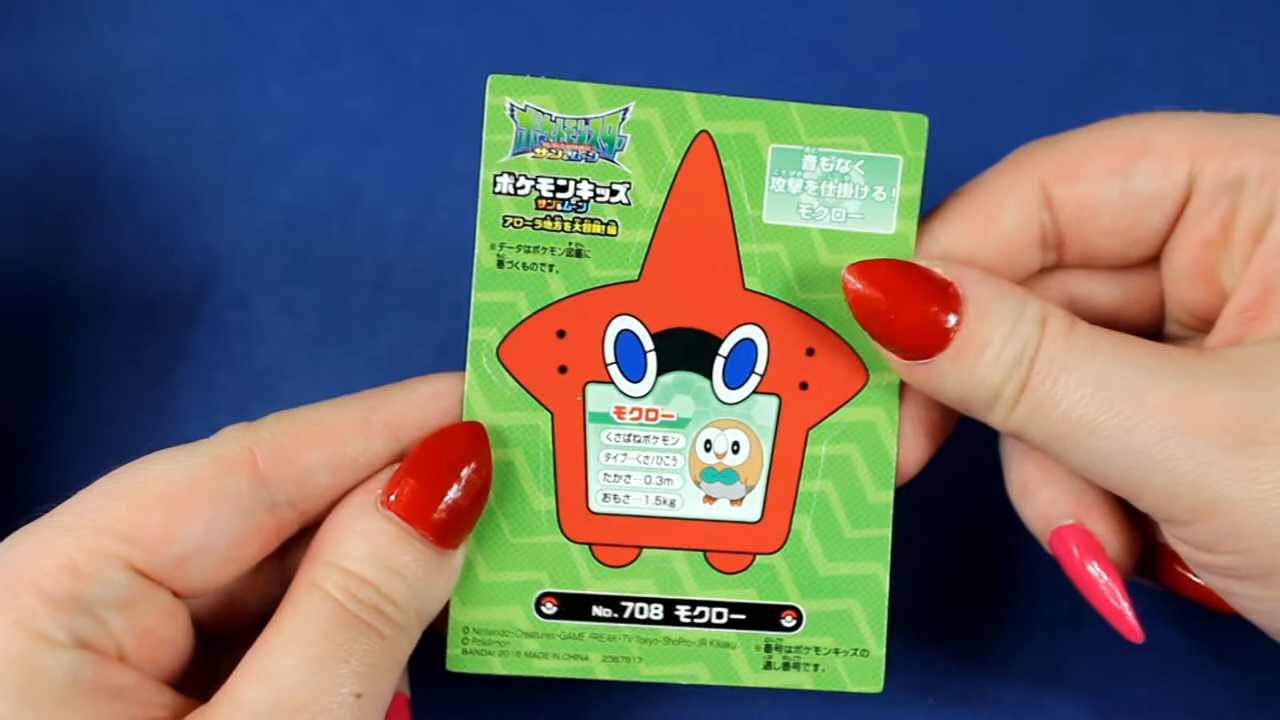 ポケットモンスター
サン&ムーン
ポケモンキッズ
サン&ムーン
アローラ地方を大冒険!編
※データはポケモン図鑑に
基づくものです。
音もなく
攻撃を仕掛ける!
モクロー
モクロー
くさばねポケモン
タイプ…くさ/ひこう
たかさ…0.3m
おもさ…1.5kg
No.708 モクロー
© Nintendo・Creatures・GAME FREAK・TV Tokyo・ShoPro・JR Kikaku
© Pokémon
BANDAI 2016 MADE IN CHINA 2367817
※番号はポケモンキッズの
通し番号です。